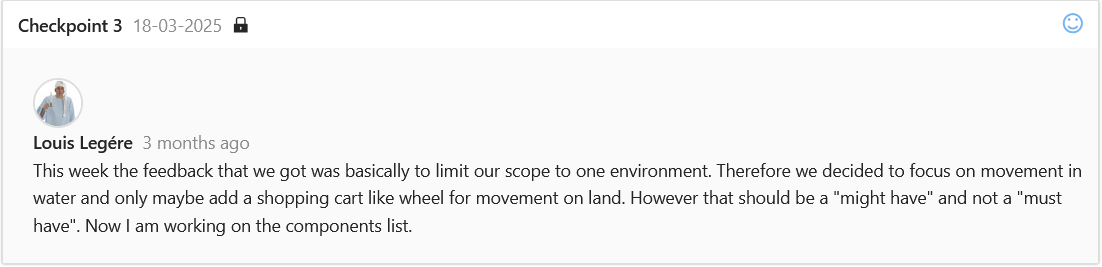 Checkpoint 3 18-03-2025
Louis Legére 3 months ago
This week the feedback that we got was basically to limit our scope to one environment. Therefore we decided to focus on movement in
water and only maybe add a shopping cart like wheel for movement on land. However that should be a "might have" and not a "must
have". Now I am working on the components list.